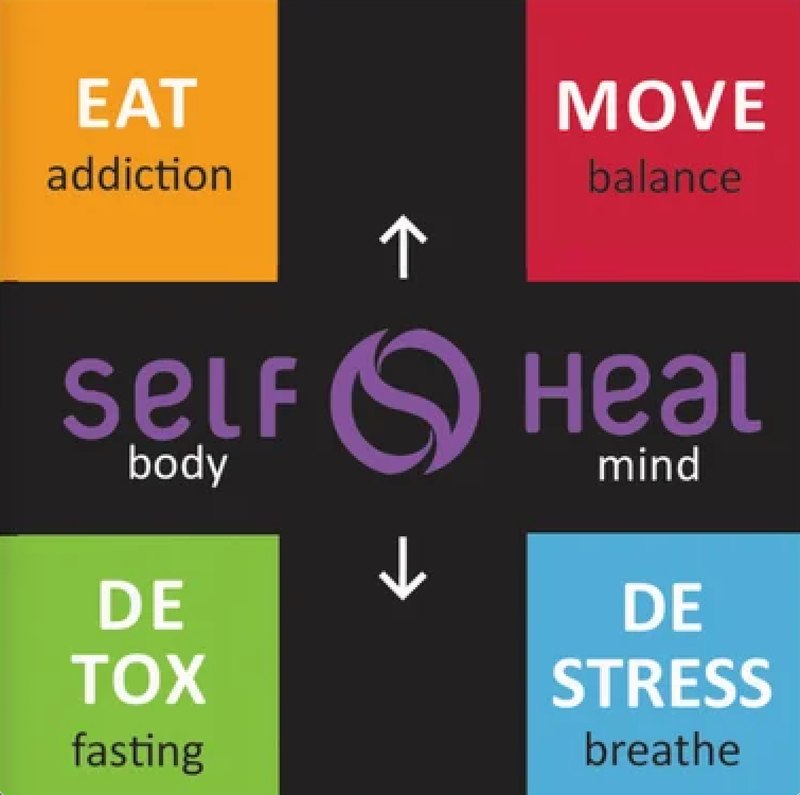 EAT
addiction
MOVE
balance
self Heal
body
mind
DE
TOX
fasting
DE
STRESS
breathe